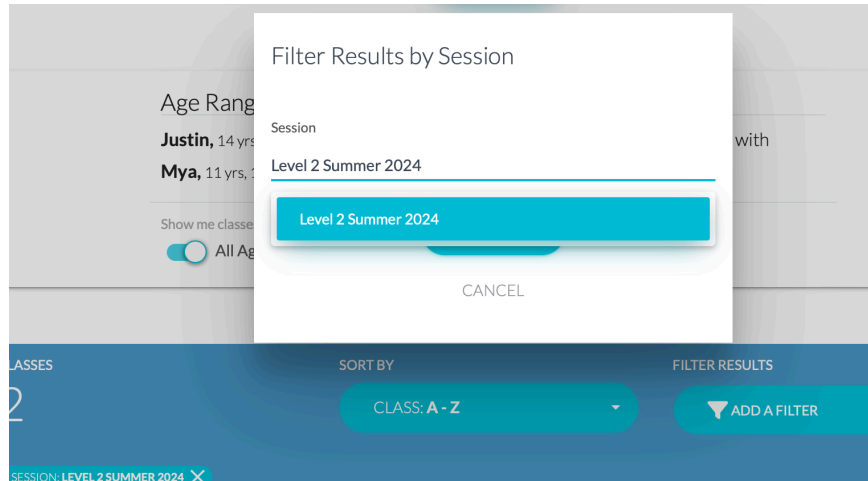 Filter Results by Session
Age Rang
Session
Justin, 14 yrs
with
Level 2 Summer 2024
Mya, 11 yrs,
Level 2 Summer 2024
Show me classe
All Ag
CANCEL
LASSES
SORT BY
FILTER RESULTS
2
CLASS: A - Z
ADD A FILTER
SESSION: LEVEL 2 SUMMER 2024